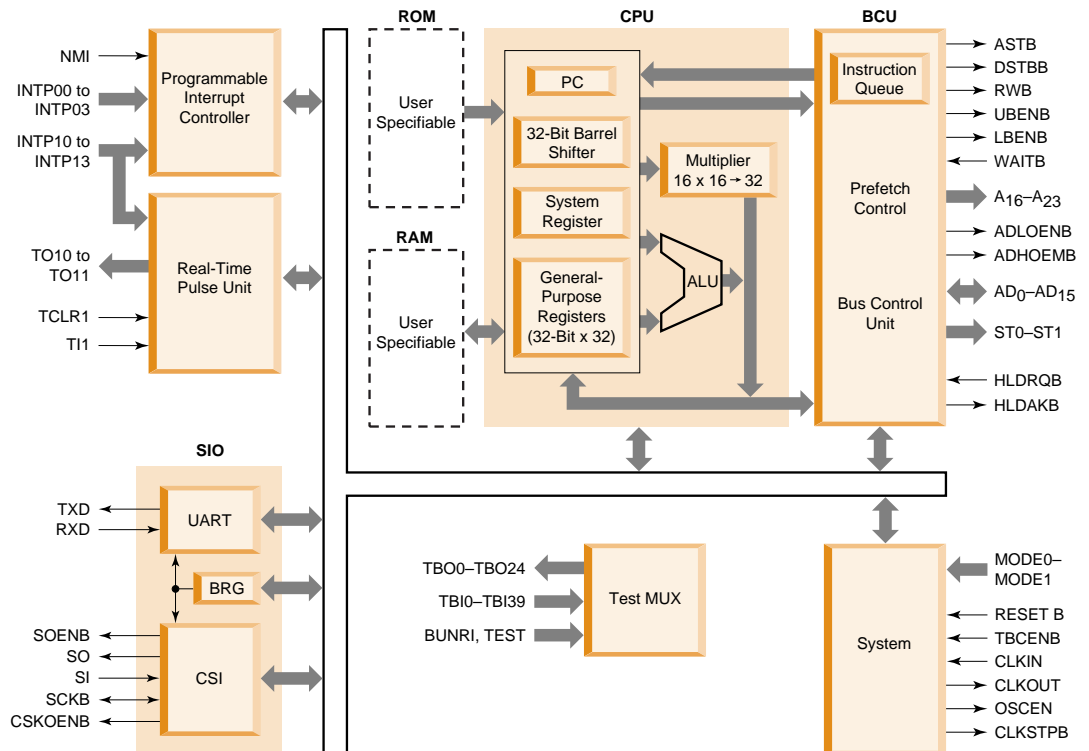 ROM
CPU
BCU
NMI
INTP00 to
INTP03
INTP10 to
INTP13
Programmable
Interrupt
Controller
TO10 to
TO11
TCLR1
TI1
Real-Time
Pulse Unit
User
Specifiable
RAM
User
Specifiable
PC
32-Bit Barrel
Shifter
System
Register
General-
Purpose
Registers
(32-Bit x 32)
Multiplier
16 x 16 → 32
ALU
Instruction
Queue
Prefetch
Control
Bus Control
Unit
ASTB
DSTBB
RWB
UBENB
LBENB
WAITB
A16–A23
ADLOENB
ADHOEMB
AD0–AD15
ST0–ST1
HLDRQB
HLDAKB
SIO
TXD
RXD
UART
BRG
SOENB
SO
SI
SCKB
CSKOENB
CSI
TBO0–TBO24
TBI0–TBI39
BUNRI, TEST
Test MUX
System
MODE0–
MODE1
RESET B
TBCENB
CLKIN
CLKOUT
OSCEN
CLKSTPB